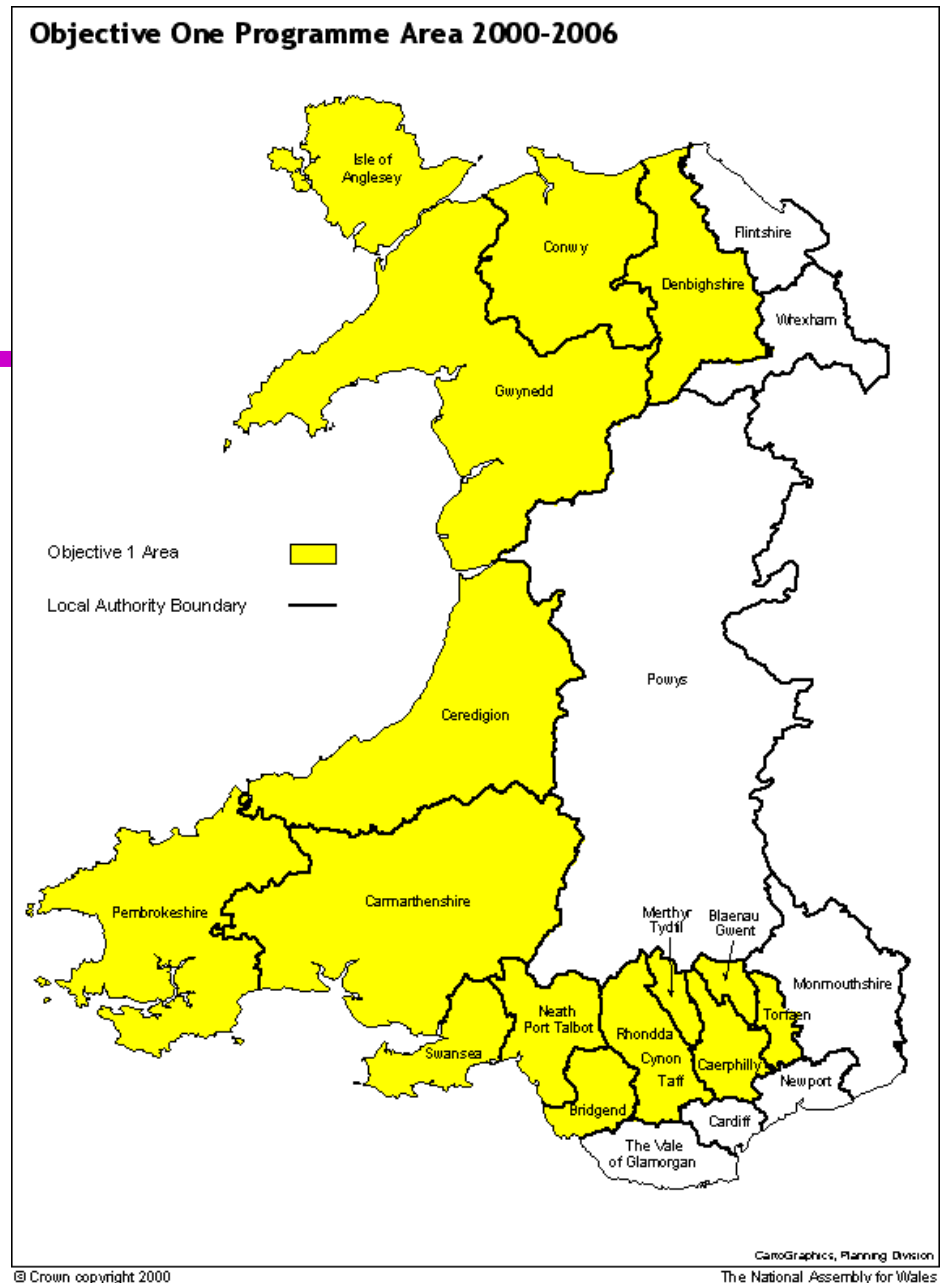 Objective One Programme Area 2000-2006
Isle of
Anglesey
Flintshire
Conwy
Denbighshire
Wrexham
Gwynedd
Objective 1 Area
Local Authority Boundary
Powys
Ceredigion
Carmarthenshire
Pembrokeshire
Merthyr
Tydfil
Blaenau
Gwent
Monmouthshire
Neath
Port Talbot
Torfaen
Rhondda
Cynon
Taff
Swansea
Caerphilly
Newport
Bridgend
Cardiff
The Vale
of Glamorgan
CartoGraphics, Planning Division
© Crown copyright 2000
The National Assembly for Wales